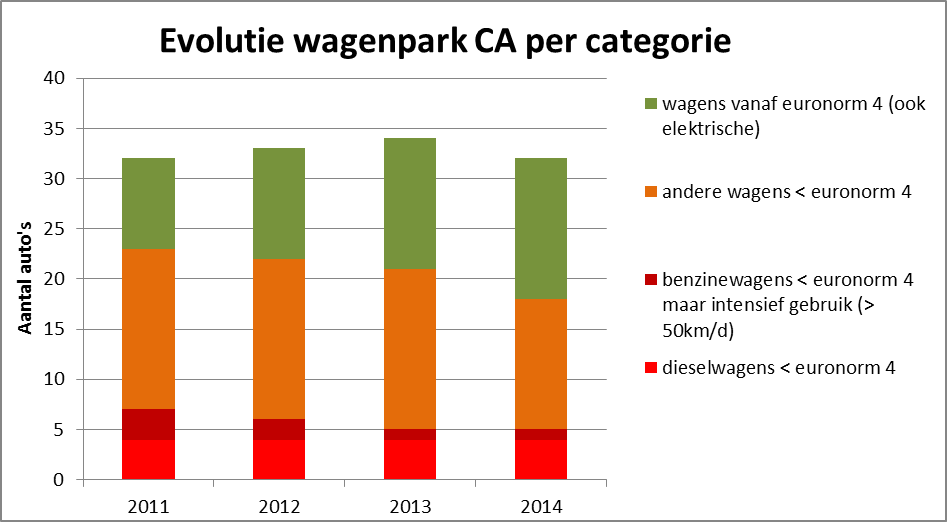 Evolutie wagenpark CA per categorie
40
35
30
25
20
15
10
5
0
Aantal auto's
2011 2012 2013 2014
wagens vanaf euronorm 4 (ook
elektrische)
andere wagens < euronorm 4
benzinewagens < euronorm 4
maar intensief gebruik (>
50km/d)
dieselwagens < euronorm 4